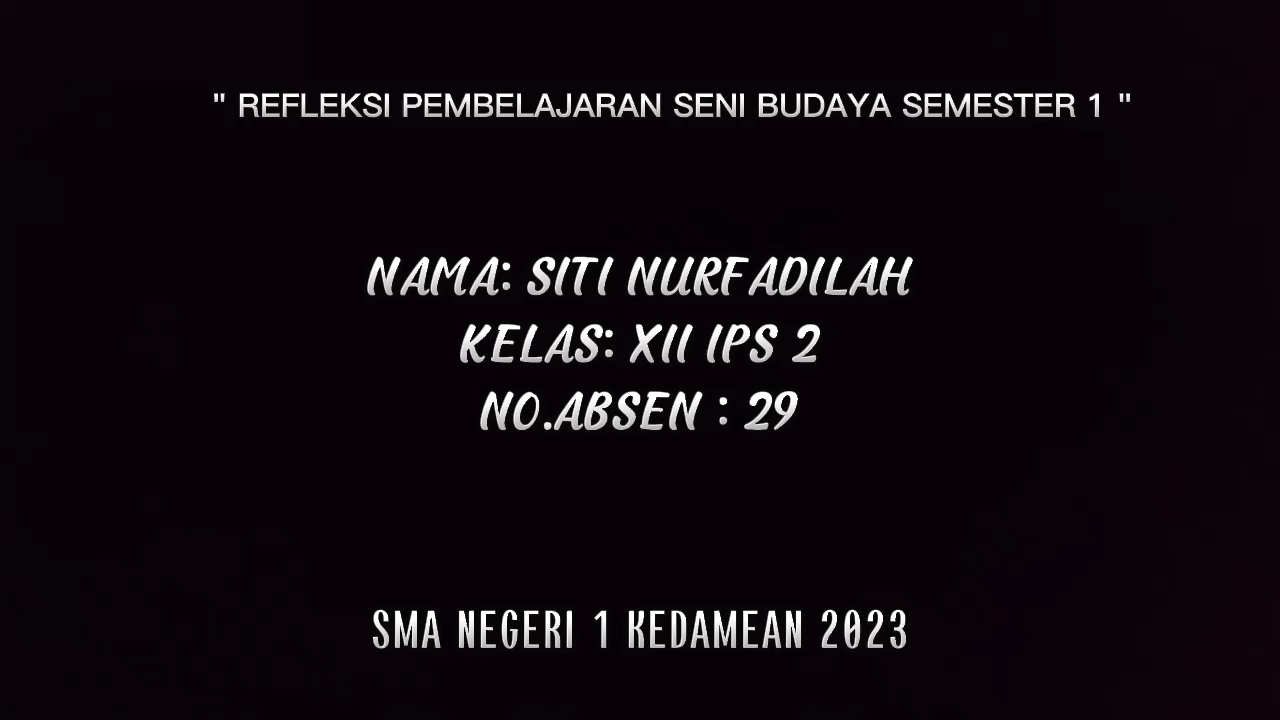 " REFLEKSI PEMBELAJARAN SENI BUDAYA SEMESTER 1 "
NAMA: SITI NURFADILAH
KELAS: XII IPS 2
NO.ABSEN : 29
SMA NEGERI 1 KEDAMEAN 2023